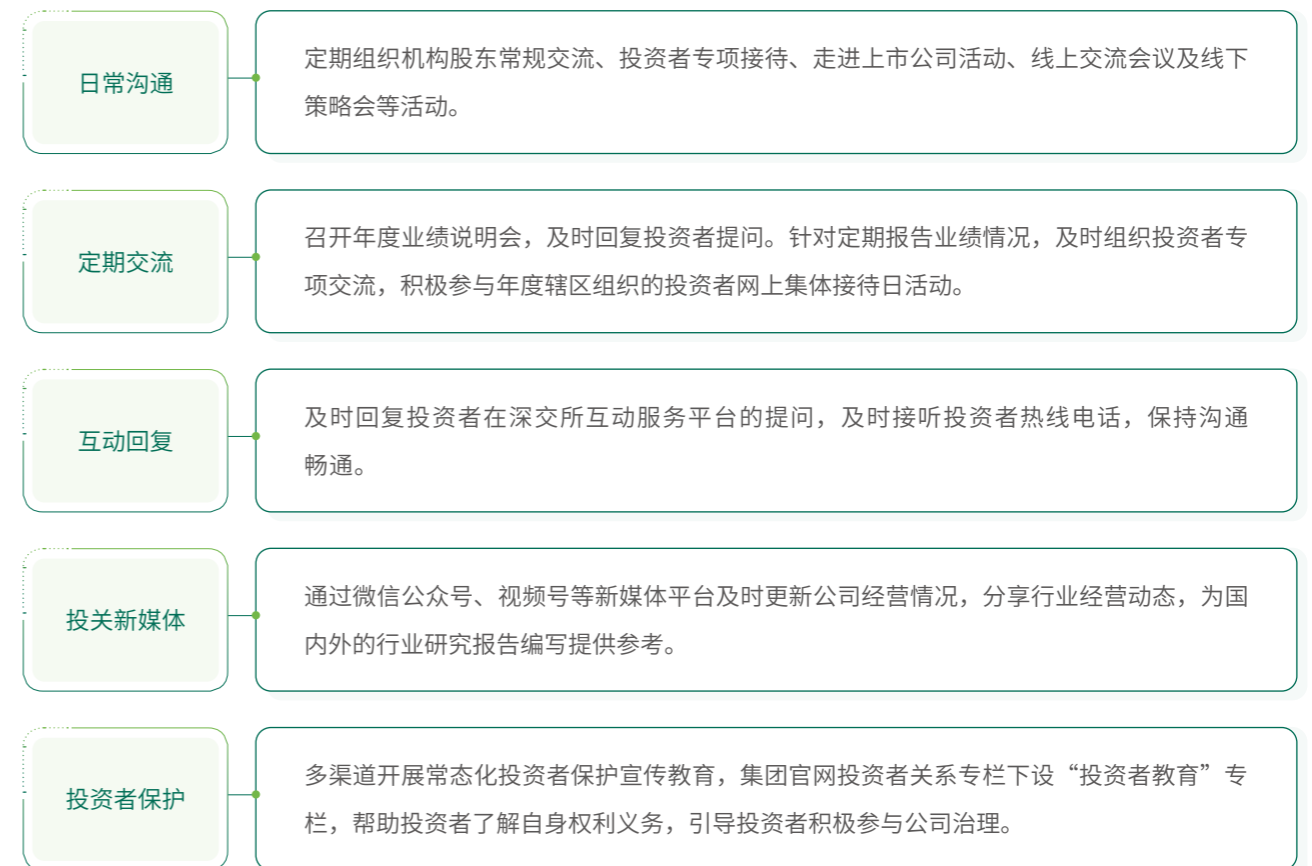 日常沟通
定期组织机构股东常规交流、投资者专项接待、走进上市公司活动、线上交流会议及线下
策略会等活动。
定期交流
召开年度业绩说明会，及时回复投资者提问。针对定期报告业绩情况，及时组织投资者专
项交流，积极参与年度辖区组织的投资者网上集体接待日活动。
互动回复
及时回复投资者在深交所互动服务平台的提问，及时接听投资者热线电话，保持沟通
畅通。
投关新媒体
通过微信公众号、视频号等新媒体平台及时更新公司经营情况，分享行业经营动态，为国
内外的行业研究报告编写提供参考。
投资者保护
多渠道开展常态化投资者保护宣传教育，集团官网投资者关系专栏下设“投资者教育”专
栏，帮助投资者了解自身权利义务，引导投资者积极参与公司治理。